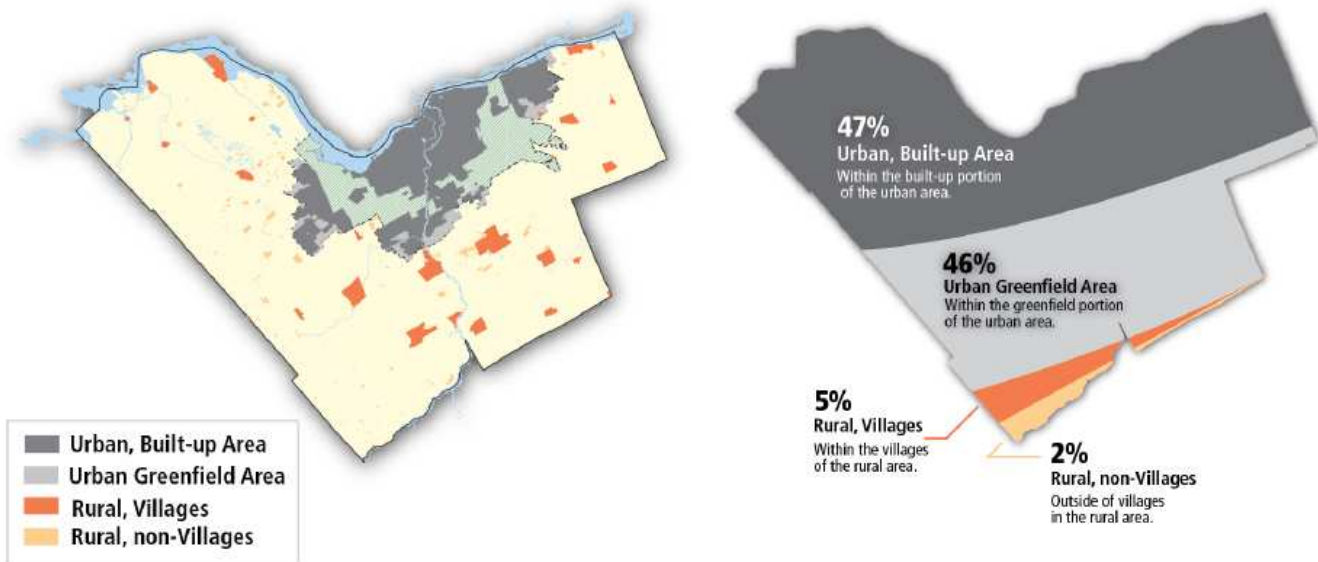 Urban, Built-up Area
Urban Greenfield Area
Rural, Villages
Rural, non-Villages
47%
Urban, Built-up Area
Within the built-up portion
of the urban area.
46%
Urban Greenfield Area
Within the greenfield portion
of the urban area.
5%
Rural, Villages
Within the villages
of the rural area.
2%
Rural, non-Villages
Outside of villages
in the rural area.